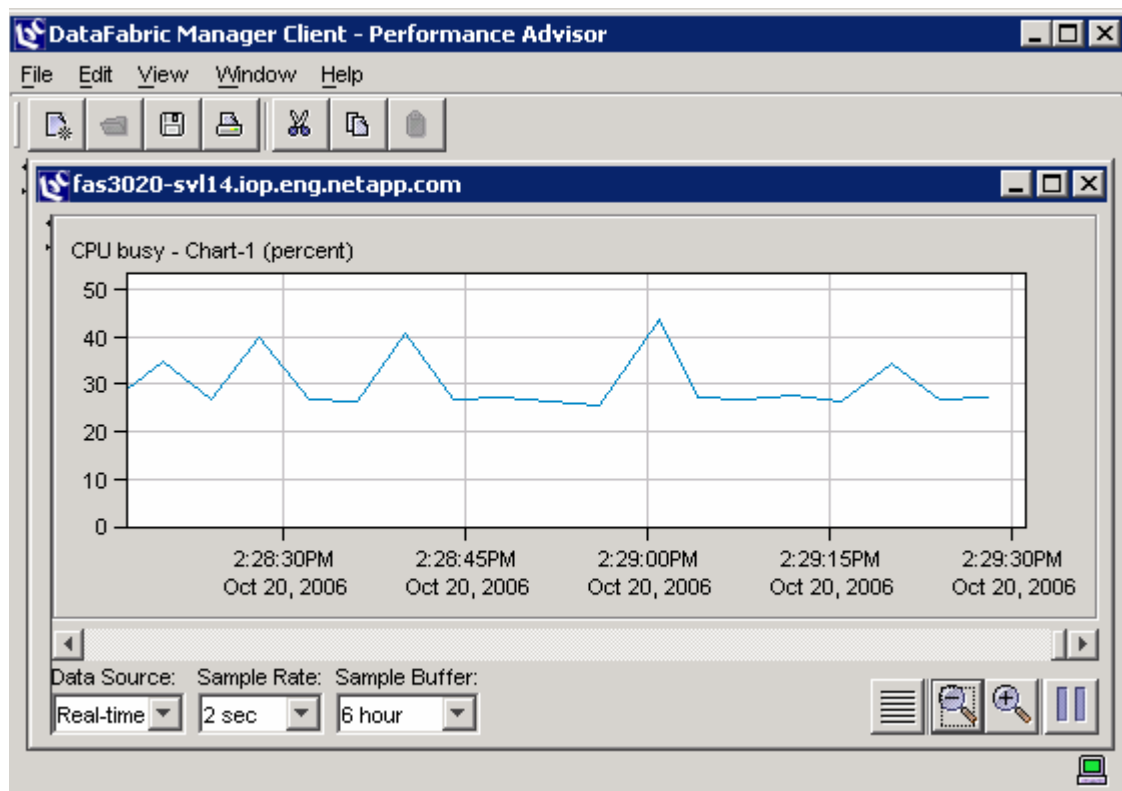 DataFabric Manager Client - Performance Advisor
File Edit View Window Help
fas3020-svl14.iop.eng.netapp.com
CPU busy - Chart-1 (percent)
50
40
30
20
10
0
2:28:30PM 2:28:45PM 2:29:00PM 2:29:15PM 2:29:30PM
Oct 20, 2006 Oct 20, 2006 Oct 20, 2006 Oct 20, 2006 Oct 20, 2006
Data Source: Sample Rate: Sample Buffer:
Real-time 2 sec 6 hour